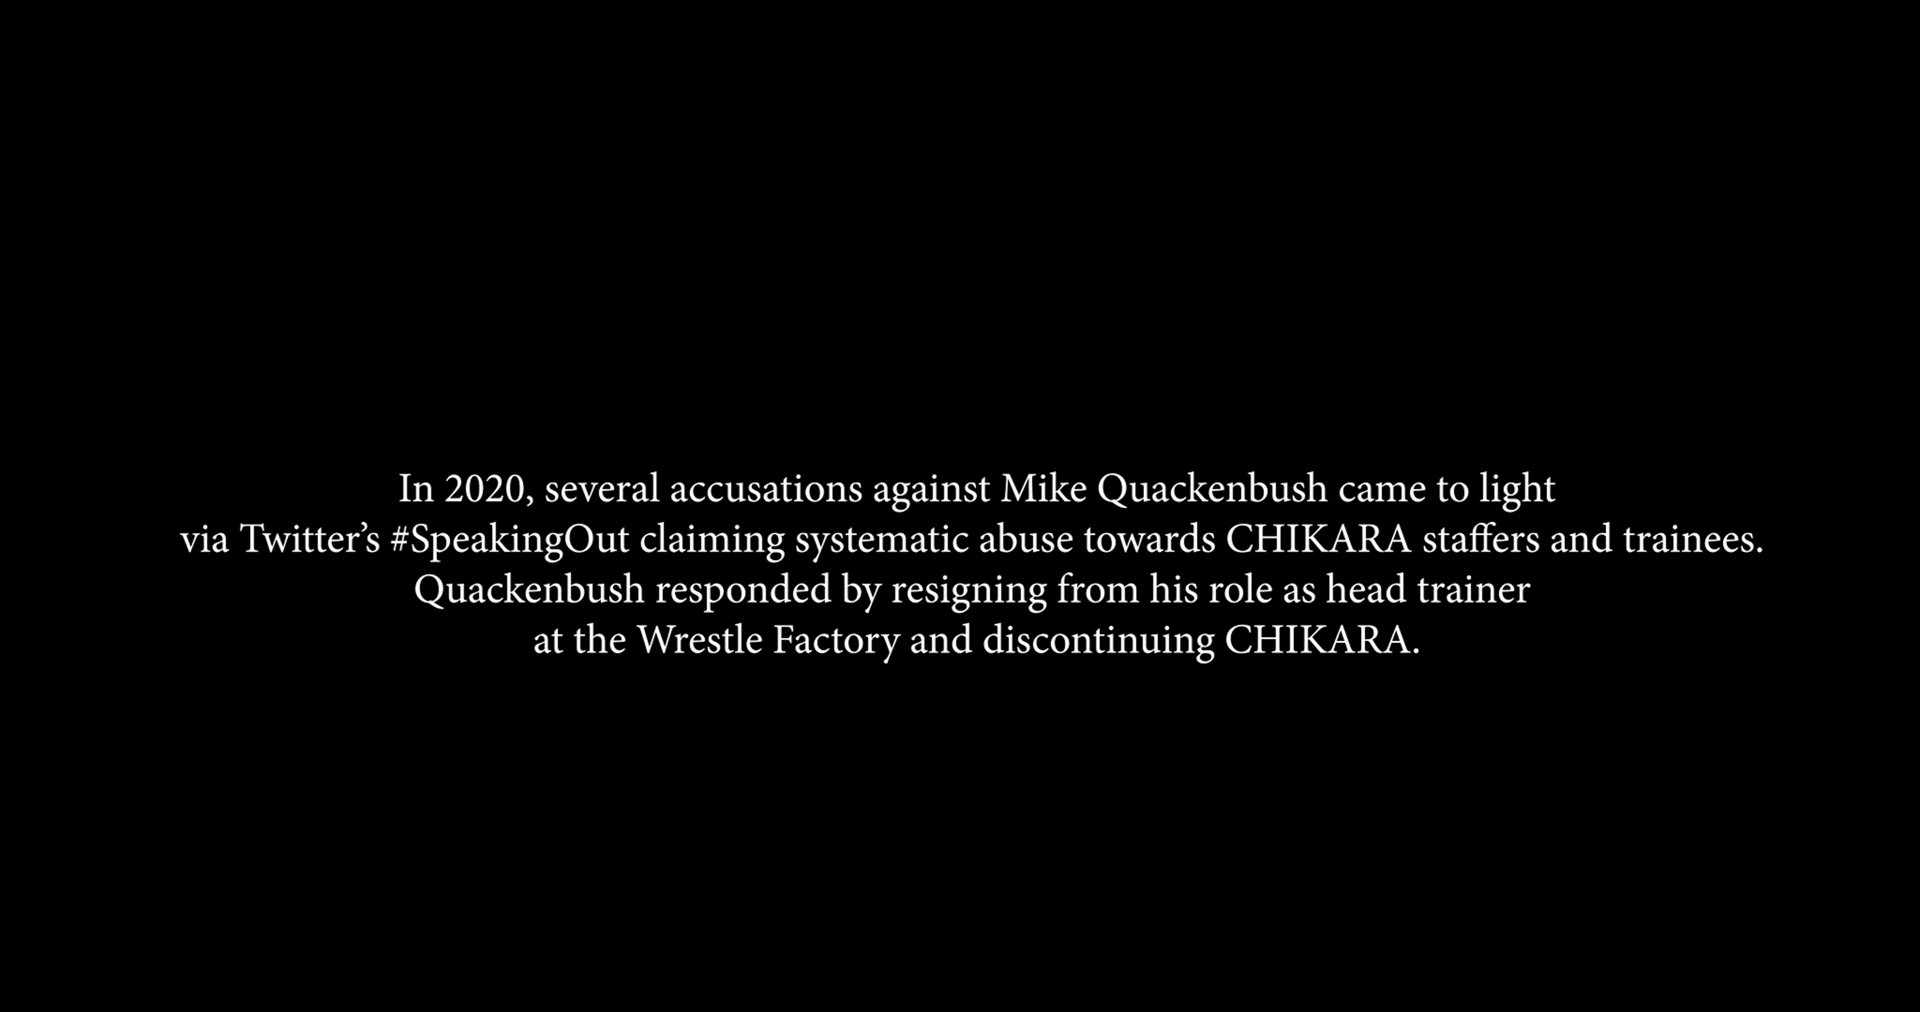 In 2020, several accusations against Mike Quackenbush came to light
via Twitter’s #SpeakingOut claiming systematic abuse towards CHIKARA staffers and trainees.
Quackenbush responded by resigning from his role as head trainer
at the Wrestle Factory and discontinuing CHIKARA.